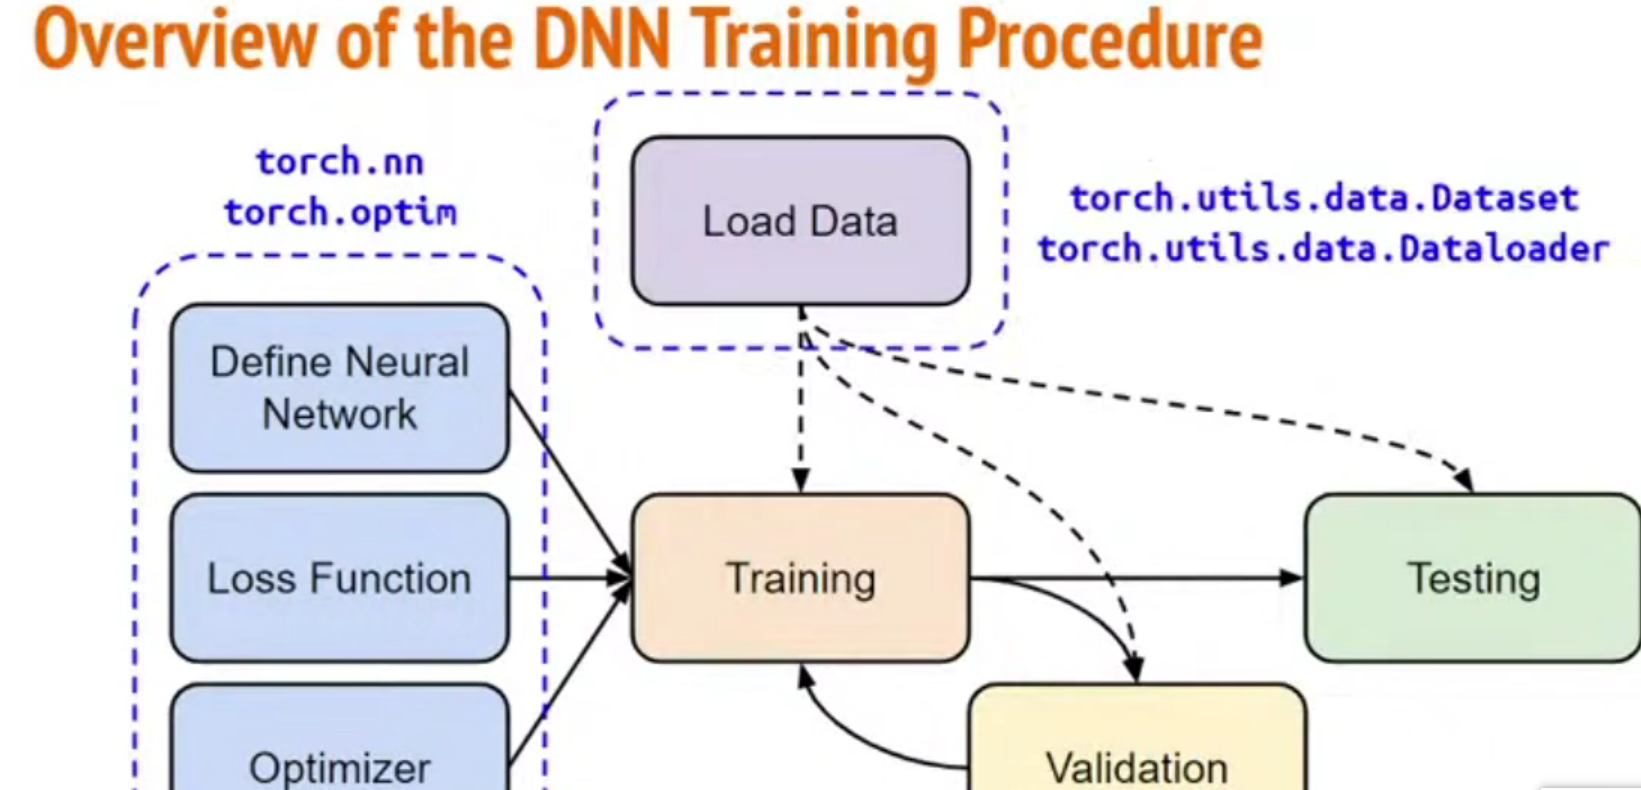 Overview of the DNN Training Procedure
torch.nn
torch.optim
Load Data
torch.utils.data.Dataset
torch.utils.data.Dataloader
Define Neural
Network
Loss Function
Training
Testing
Optimizer
Validation